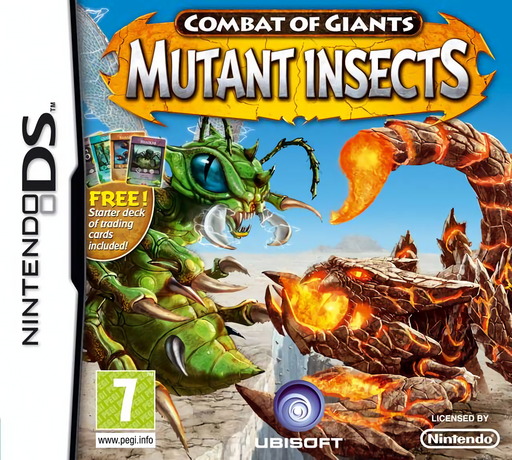 COMBAT OF GIANTS
MUTANT INSECTS
NINTENDO DS™
FREE!
Starter deck
of trading
cards
included!
7
www.pegi.info
UBISOFT
LICENSED BY
Nintendo